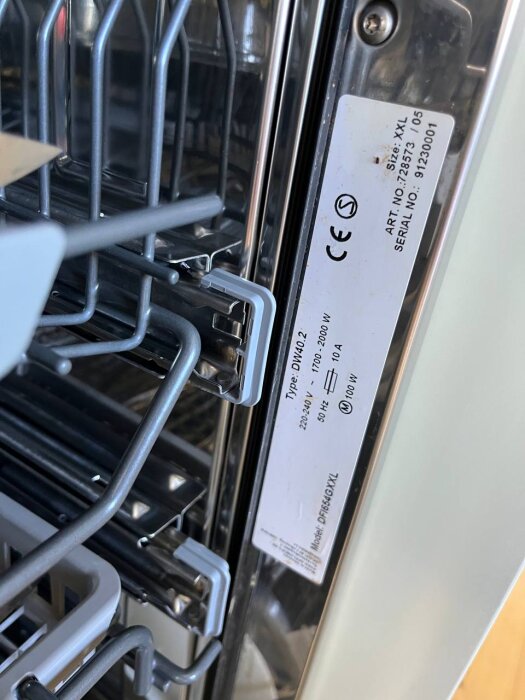 Size: XXL
ART. NO.:728573 / 05
SERIAL NO.: 91230001
CE S
Type: DW40.2
220-240 V ~ 1700 - 2000 W
50 Hz 10 A
M 100 W
Model: DFI654GXXL